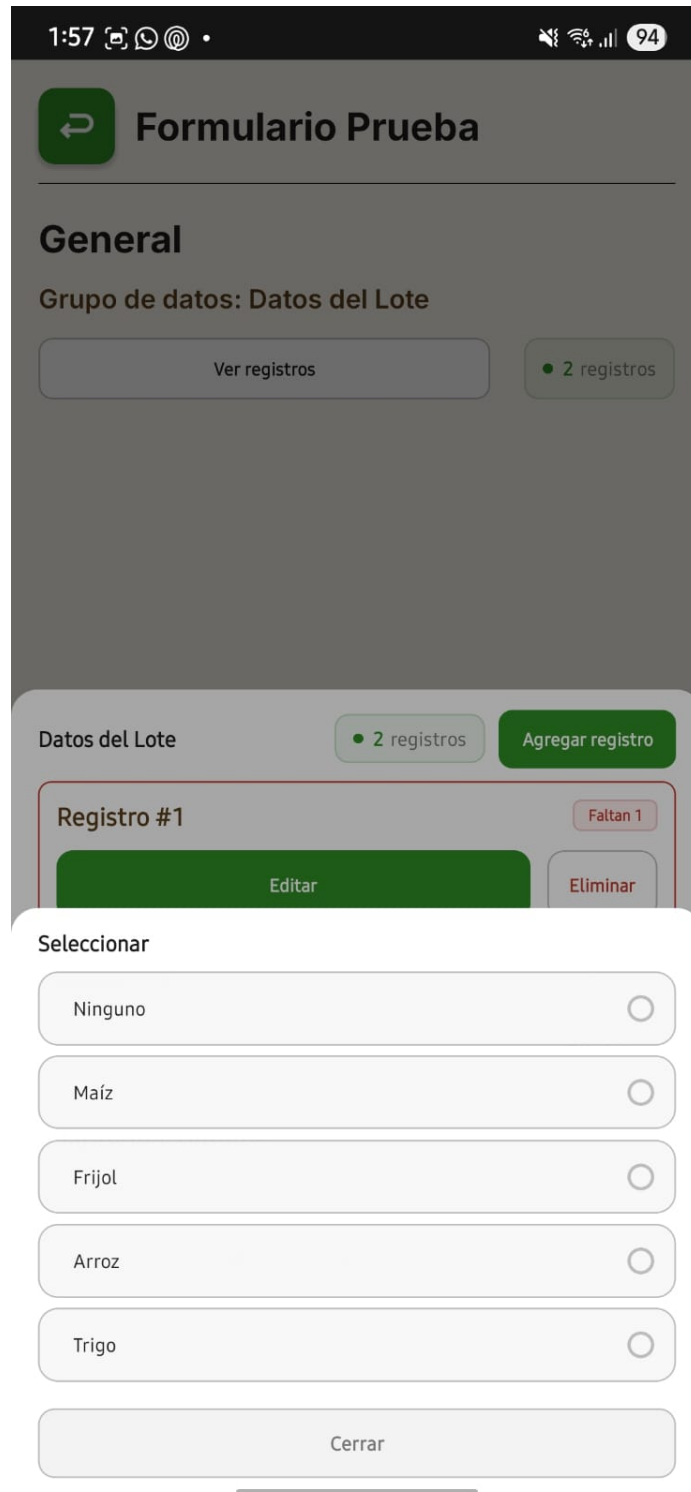 1:57 94
Formulario Prueba
General
Grupo de datos: Datos del Lote
Ver registros 2 registros
Datos del Lote 2 registros Agregar registro
Registro #1 Faltan 1
Editar Eliminar
Seleccionar
Ninguno
Maíz
Frijol
Arroz
Trigo
Cerrar